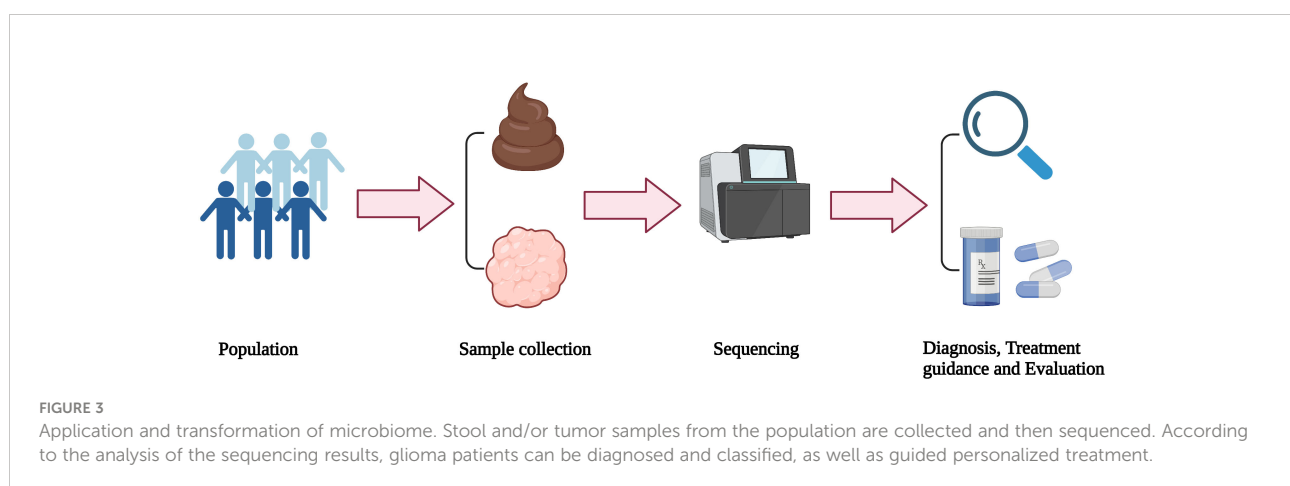 Rx
Population
Sample collection
Sequencing
Diagnosis, Treatment
guidance and Evaluation
FIGURE 3
Application and transformation of microbiome. Stool and/or tumor samples from the population are collected and then sequenced. According
to the analysis of the sequencing results, glioma patients can be diagnosed and classified, as well as guided personalized treatment.